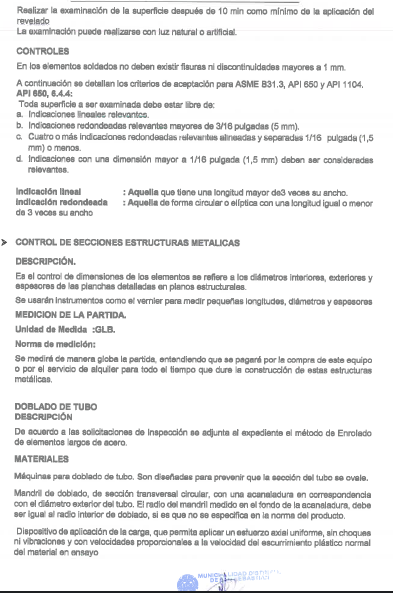 Realizar la examinación de la superficie después de 10 min como mínimo de la aplicación del
revelado
La examinación puede realizarse con luz natural o artificial.
CONTROLES
En los elementos soldados no deben existir fisuras ni discontinuidades mayores a 1 mm.
A continuación se detallan los criterios de aceptación para ASME B31.3, API 650 y API 1104.
API 650, 6.4.4:
Toda superficie a ser examinada debe estar libre de:
a. Indicaciones lineales relevantes.
b. Indicaciones redondeadas relevantes mayores de 3/16 pulgadas (5 mm).
c. Cuatro o más indicaciones redondeadas relevantes alineadas y separadas 1/16 pulgada (1,5
mm) o menos.
d. Indicaciones con una dimensión mayor a 1/16 pulgada (1,5 mm) deben ser consideradas
relevantes.
Indicación lineal : Aquella que tiene una longitud mayor de3 veces su ancho.
Indicación redondeada : Aquella de forma circular o elíptica con una longitud igual o menor
de 3 veces su ancho
➤ CONTROL DE SECCIONES ESTRUCTURAS METALICAS
DESCRIPCIÓN.
Es el control de dimensiones de los elementos se refiere a los diámetros interiores, exteriores y
espesores de las planchas detalladas en planos estructurales.
Se usarán instrumentos como el vernier para medir pequeñas longitudes, diámetros y espesores
MEDICION DE LA PARTIDA.
Unidad de Medida :GLB.
Norma de medición:
Se medirá de manera globa la partida, entendiendo que se pagará por la compra de este equipo
o por el servicio de alquiler para todo el tiempo que dure la construcción de estas estructuras
metálicas.
DOBLADO DE TUBO
DESCRIPCIÓN
De acuerdo a las solicitaciones de Inspección se adjunta al expediente el método de Enrolado
de elementos largos de acero.
MATERIALES
Máquinas para doblado de tubo. Son diseñadas para prevenir que la sección del tubo se ovale.
Mandril de doblado, de sección transversal circular, con una acanaladura en correspondencia
con el diámetro exterior del tubo. El radio del mandril medido en el fondo de la acanaladura, debe
ser igual al radio interior de doblado, si es que no se especifica en la norma del producto.
Dispositivo de aplicación de la carga, que permita aplicar un esfuerzo axial uniforme, sin choques
ni vibraciones y con velocidades proporcionales a la velocidad del escurrimiento plástico normal
del material en ensayo
MUNICIPALIDAD DISTRITAL
DE SAN SEBASTIAN